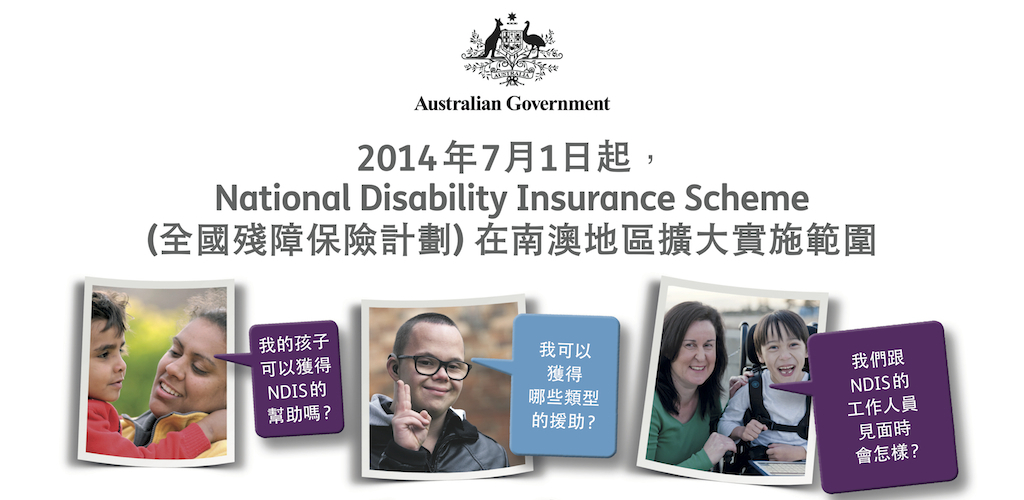 AUSTRALIA
Australian Government
2014年7月1日起，
National Disability Insurance Scheme
(全國殘障保險計劃) 在南澳地區擴大實施範圍
我的孩子
可以獲得
NDIS的
幫助嗎？
我可以
獲得
哪些類型
的援助？
我們跟
NDIS的
工作人員
見面時
會怎樣？